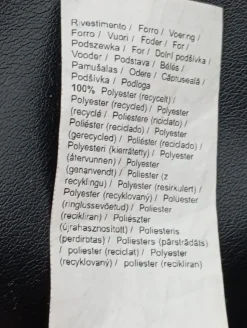 Rivestimento / Forro / Voering /
Forro / Vuori / Foder / For /
Podszewka / For / Dolní podšívka /
Vooder / Podstava / Bélés /
Pamušalas / Odere / Căptuseală /
Podšívka / Podloga
100% Polyester (recycelt) /
Polyester (recycled) / Polyester
(recyclé / Poliestere (riciclato) /
Poliéster (reciclado) / Polyester
(gerecycled) / Poliéster (reciclado) /
Polyesteri (kierrätetty) / Polyester
(återvunnen) / Polyester
(genanvendt) / Poliester (z
recyklingu) / Polyester (resirkulert) /
Polyester (recyklovaný) / Polüester
(ringlussevõetud) / Poliester
(recikliran) / Poliészter
(újrahasznosított) / Poliesteris
(perdirbtas) / Poliesters (pārstrādāts)
/ poliester (reciclat) / Polyester
(recyklovaný) / poliester (recikliran)